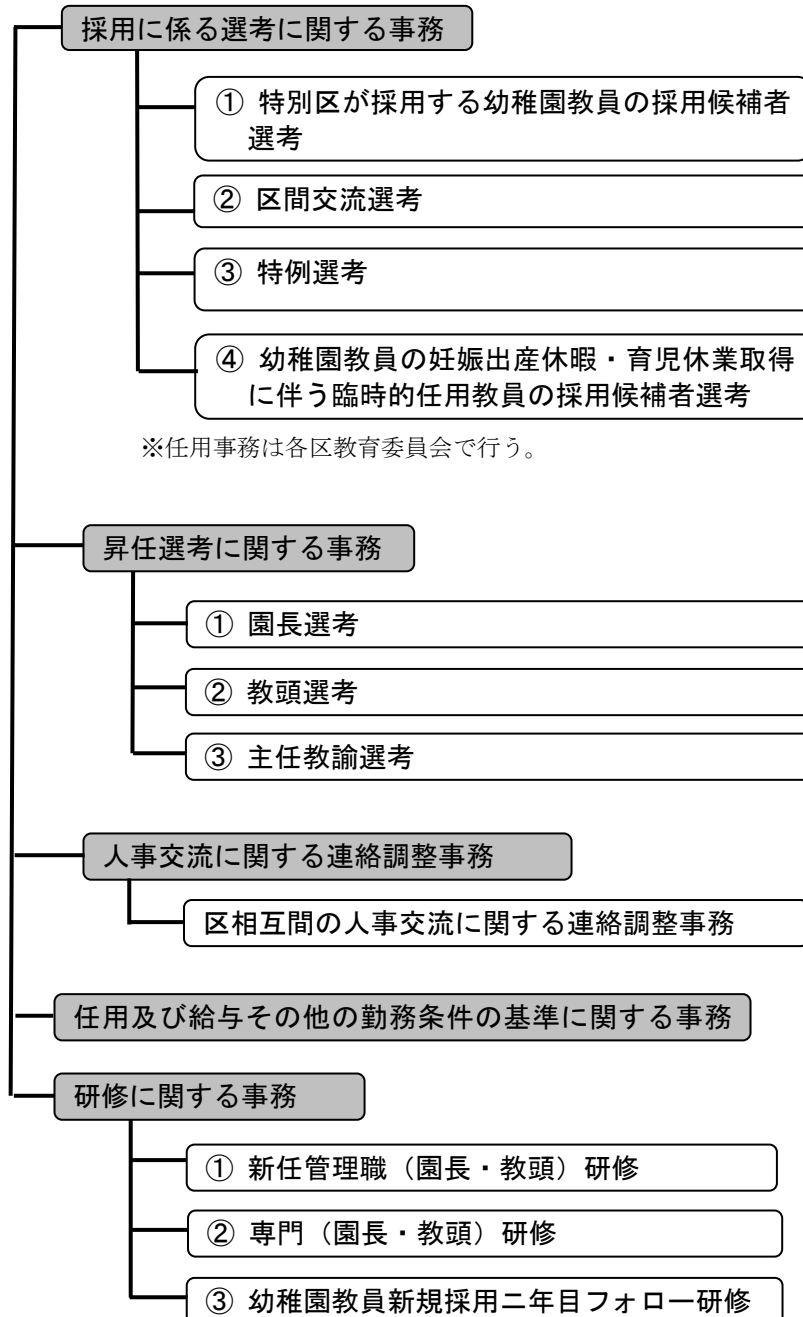 採用に係る選考に関する事務
① 特別区が採用する幼稚園教員の採用候補者
選考
② 区間交流選考
③ 特例選考
④ 幼稚園教員の妊娠出産休暇・育児休業取得
に伴う臨時的任用教員の採用候補者選考
※任用事務は各区教育委員会で行う。
昇任選考に関する事務
① 園長選考
② 教頭選考
③ 主任教諭選考
人事交流に関する連絡調整事務
区相互間の人事交流に関する連絡調整事務
任用及び給与その他の勤務条件の基準に関する事務
研修に関する事務
① 新任管理職（園長・教頭）研修
② 専門（園長・教頭）研修
③ 幼稚園教員新規採用二年目フォロー研修